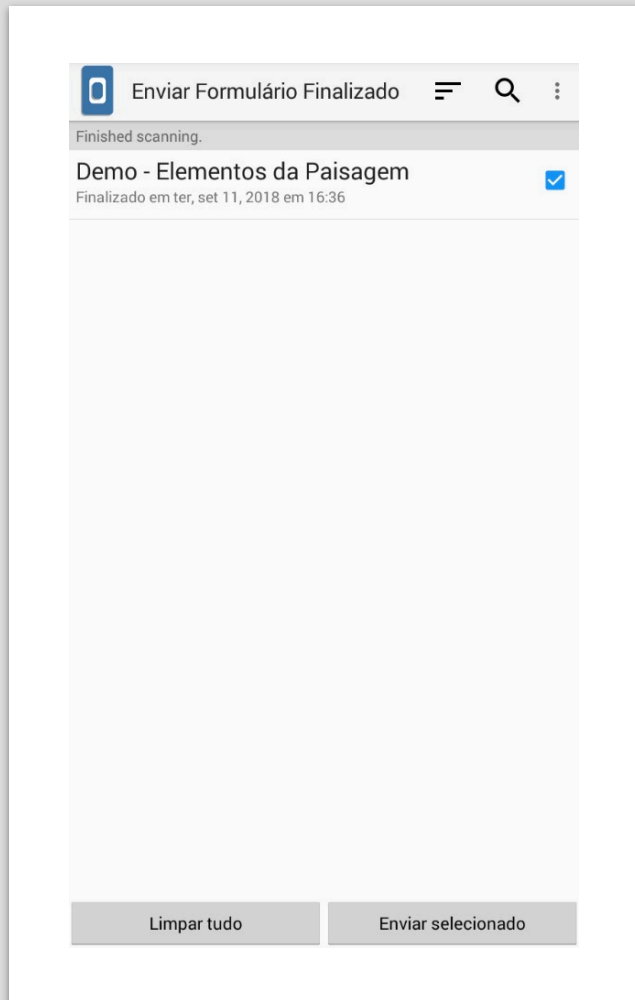 Enviar Formulário Finalizado
Finished scanning.
Demo - Elementos da Paisagem
Finalizado em ter, set 11, 2018 em 16:36
Limpar tudo
Enviar selecionado